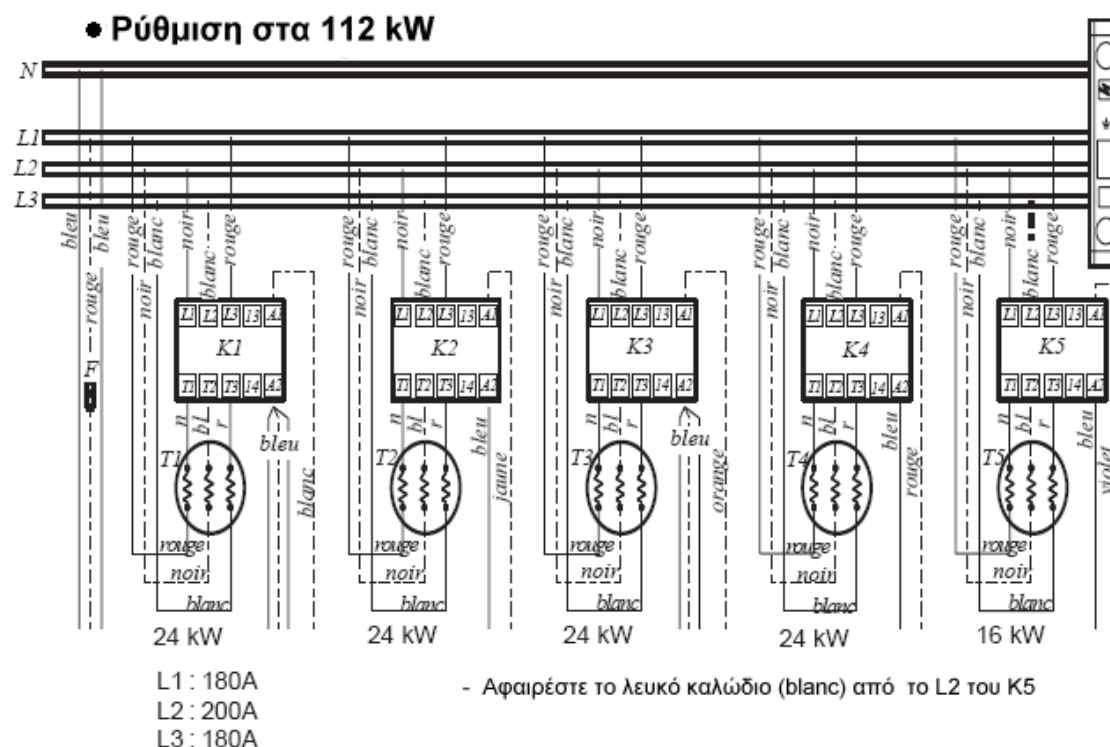 • Ρύθμιση στα 112 kW
N
L1
L2
L3
bleu rouge bleu F
rouge noir blanc noir blanc rouge
rouge noir blanc noir blanc rouge
rouge noir blanc noir blanc rouge
rouge noir blanc noir blanc rouge
rouge noir blanc noir blanc rouge
L1 L2 L3 13 A1
K1
T1 T2 T3 14 A2
L1 L2 L3 13 A1
K2
T1 T2 T3 14 A2
L1 L2 L3 13 A1
K3
T1 T2 T3 14 A2
L1 L2 L3 13 A1
K4
T1 T2 T3 14 A2
L1 L2 L3 13 A1
K5
T1 T2 T3 14 A2
n bl r bleu blanc
n bl r bleu jaune
n bl r bleu orange
n bl r bleu rouge
n bl r bleu violet
T1 T2 T3 T4 T5
rouge rouge rouge rouge rouge
noir noir noir noir noir
blanc blanc blanc blanc blanc
24 kW 24 kW 24 kW 24 kW 16 kW
L1 : 180A
L2 : 200A
L3 : 180A
- Αφαιρέστε το λευκό καλώδιο (blanc) από το L2 του K5